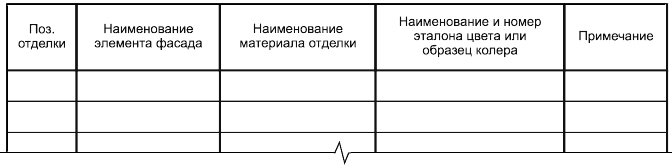 Поз.
отделки
Наименование
элемента фасада
Наименование
материала отделки
Наименование и номер
эталона цвета или
образец колера
Примечание